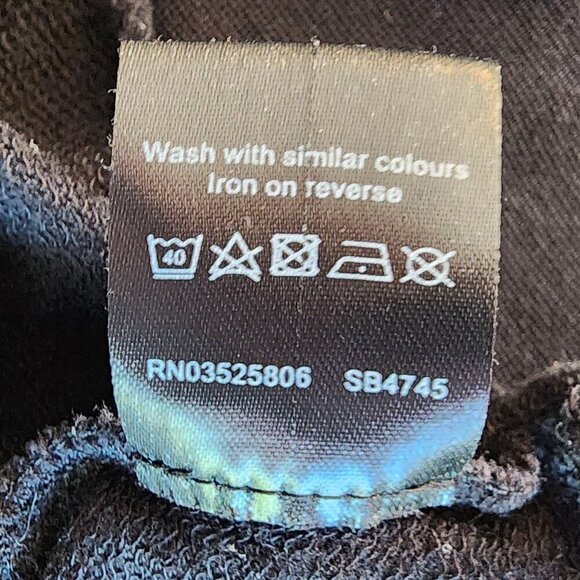 Wash with similar colours
Iron on reverse
40
RN03525806 SB4745